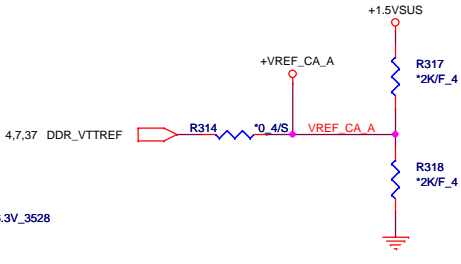 +1.5VSUS
+VREF_CA_A
R317
*2K/F_4
4,7,37 DDR_VTTREF
R314
*0_4/S
VREF_CA_A
R318
*2K/F_4
.3V_3528